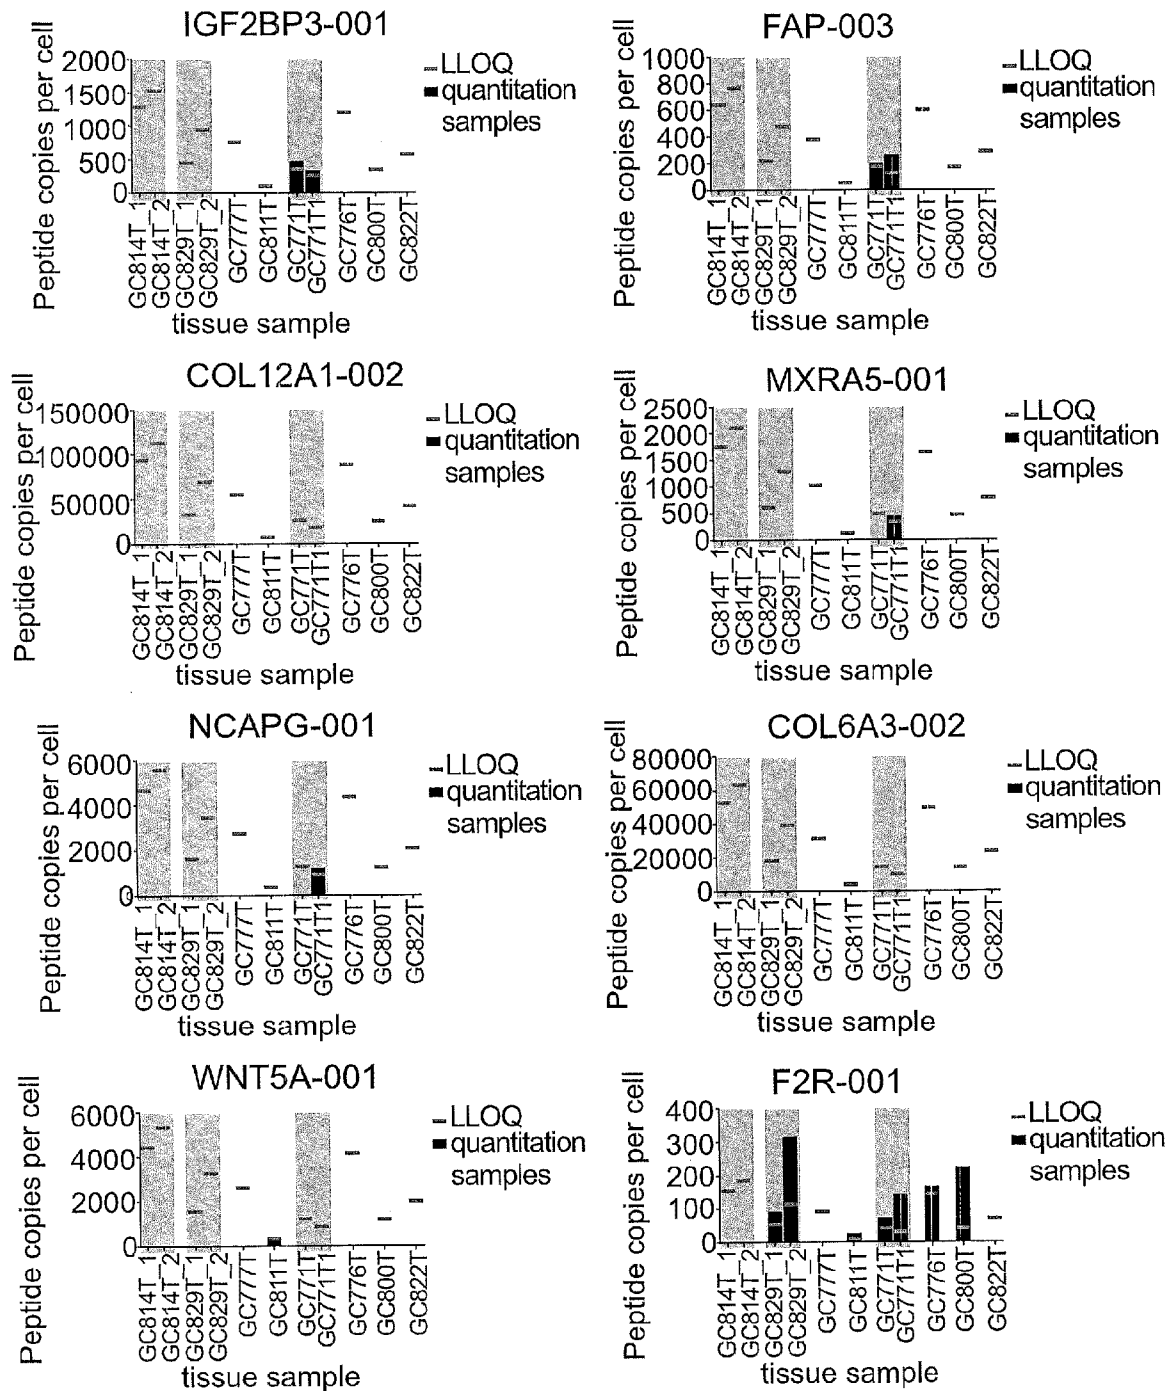 IGF2BP3-001
Peptide copies per cell
2000
1500
1000
500
0
LLOQ
quantitation
samples
GC814T_1
GC814T_2
GC829T_1
GC829T_2
GC777T
GC811T
GC771T
GC771T1
GC776T
GC800T
GC822T
tissue sample
FAP-003
Peptide copies per cell
1000
800
600
400
200
0
LLOQ
quantitation
samples
GC814T_1
GC814T_2
GC829T_1
GC829T_2
GC777T
GC811T
GC771T
GC771T1
GC776T
GC800T
GC822T
tissue sample
COL12A1-002
Peptide copies per cell
150000
100000
50000
0
LLOQ
quantitation
samples
GC814T_1
GC814T_2
GC829T_1
GC829T_2
GC777T
GC811T
GC771T
GC771T1
GC776T
GC800T
GC822T
tissue sample
MXRA5-001
Peptide copies per cell
2500
2000
1500
1000
500
0
LLOQ
quantitation
samples
GC814T_1
GC814T_2
GC829T_1
GC829T_2
GC777T
GC811T
GC771T
GC771T1
GC776T
GC800T
GC822T
tissue sample
NCAPG-001
Peptide copies per cell
6000
4000
2000
0
LLOQ
quantitation
samples
GC814T_1
GC814T_2
GC829T_1
GC829T_2
GC777T
GC811T
GC771T
GC771T1
GC776T
GC800T
GC822T
tissue sample
COL6A3-002
Peptide copies per cell
80000
60000
40000
20000
0
LLOQ
quantitation
samples
GC814T_1
GC814T_2
GC829T_1
GC829T_2
GC777T
GC811T
GC771T
GC771T1
GC776T
GC800T
GC822T
tissue sample
WNT5A-001
Peptide copies per cell
6000
4000
2000
0
LLOQ
quantitation
samples
GC814T_1
GC814T_2
GC829T_1
GC829T_2
GC777T
GC811T
GC771T
GC771T1
GC776T
GC800T
GC822T
tissue sample
F2R-001
Peptide copies per cell
400
300
200
100
0
LLOQ
quantitation
samples
GC814T_1
GC814T_2
GC829T_1
GC829T_2
GC777T
GC811T
GC771T
GC771T1
GC776T
GC800T
GC822T
tissue sample